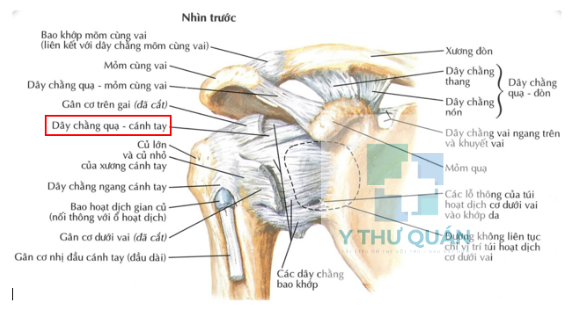 Nhìn trước
Bao khớp mỏm cùng vai
(liên kết với dây chằng mỏm cùng vai)
Mỏm cùng vai
Dây chằng quạ - mỏm cùng vai
Gân cơ trên gai (đã cắt)
Dây chằng quạ - cánh tay
Củ lớn
và củ nhỏ
của xương cánh tay
Dây chằng ngang cánh tay
Bao hoạt dịch gian củ
(nối thông với ổ hoạt dịch)
Gân cơ dưới vai (đã cắt)
Gân cơ nhị đầu cánh tay (đầu dài)
Các dây chằng
bao khớp
Xương đòn
Dây chằng
thang
Dây chằng
nón
Dây chằng
quạ - đòn
Dây chằng vai ngang trên
và khuyết vai
Mỏm quạ
Các lỗ thông của túi
hoạt dịch cơ dưới vai
vào khớp da
Đường không liên tục
chỉ vị trí túi hoạt dịch
cơ dưới vai
Y THƯ QUÁN